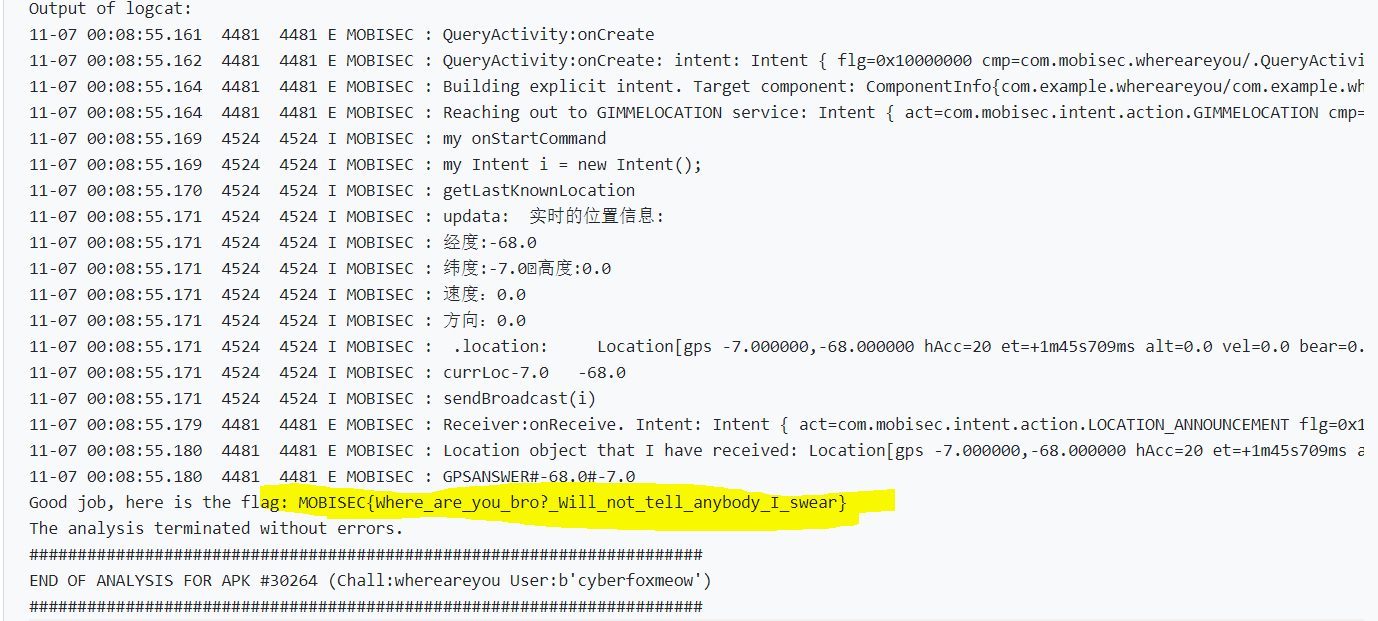 Output of logcat:
11-07 00:08:55.161  4481  4481 E MOBISEC : QueryActivity:onCreate
11-07 00:08:55.162  4481  4481 E MOBISEC : QueryActivity:onCreate: intent: Intent { flg=0x10000000 cmp=com.mobisec.whereareyou/.QueryActivi
11-07 00:08:55.164  4481  4481 E MOBISEC : Building explicit intent. Target component: ComponentInfo{com.example.whereareyou/com.example.wh
11-07 00:08:55.164  4481  4481 E MOBISEC : Reaching out to GIMMELOCATION service: Intent { act=com.mobisec.intent.action.GIMMELOCATION cmp=
11-07 00:08:55.169  4524  4524 I MOBISEC : my onStartCommand
11-07 00:08:55.169  4524  4524 I MOBISEC : my Intent i = new Intent();
11-07 00:08:55.170  4524  4524 I MOBISEC : getLastKnownLocation
11-07 00:08:55.171  4524  4524 I MOBISEC : updata:  实时的位置信息:
11-07 00:08:55.171  4524  4524 I MOBISEC : 经度:-68.0
11-07 00:08:55.171  4524  4524 I MOBISEC : 纬度:-7.0高度:0.0
11-07 00:08:55.171  4524  4524 I MOBISEC : 速度：0.0
11-07 00:08:55.171  4524  4524 I MOBISEC : 方向：0.0
11-07 00:08:55.171  4524  4524 I MOBISEC :  .location:     Location[gps -7.000000,-68.000000 hAcc=20 et=+1m45s709ms alt=0.0 vel=0.0 bear=0.
11-07 00:08:55.171  4524  4524 I MOBISEC : currLoc-7.0   -68.0
11-07 00:08:55.171  4524  4524 I MOBISEC : sendBroadcast(i)
11-07 00:08:55.179  4481  4481 E MOBISEC : Receiver:onReceive. Intent: Intent { act=com.mobisec.intent.action.LOCATION_ANNOUNCEMENT flg=0x1
11-07 00:08:55.180  4481  4481 E MOBISEC : Location object that I have received: Location[gps -7.000000,-68.000000 hAcc=20 et=+1m45s709ms a
11-07 00:08:55.180  4481  4481 E MOBISEC : GPSANSWER#-68.0#-7.0
Good job, here is the flag: MOBISEC{Where_are_you_bro?_Will_not_tell_anybody_I_swear}
The analysis terminated without errors.
######################################################################
END OF ANALYSIS FOR APK #30264 (Chall:whereareyou User:b'cyberfoxmeow')
######################################################################